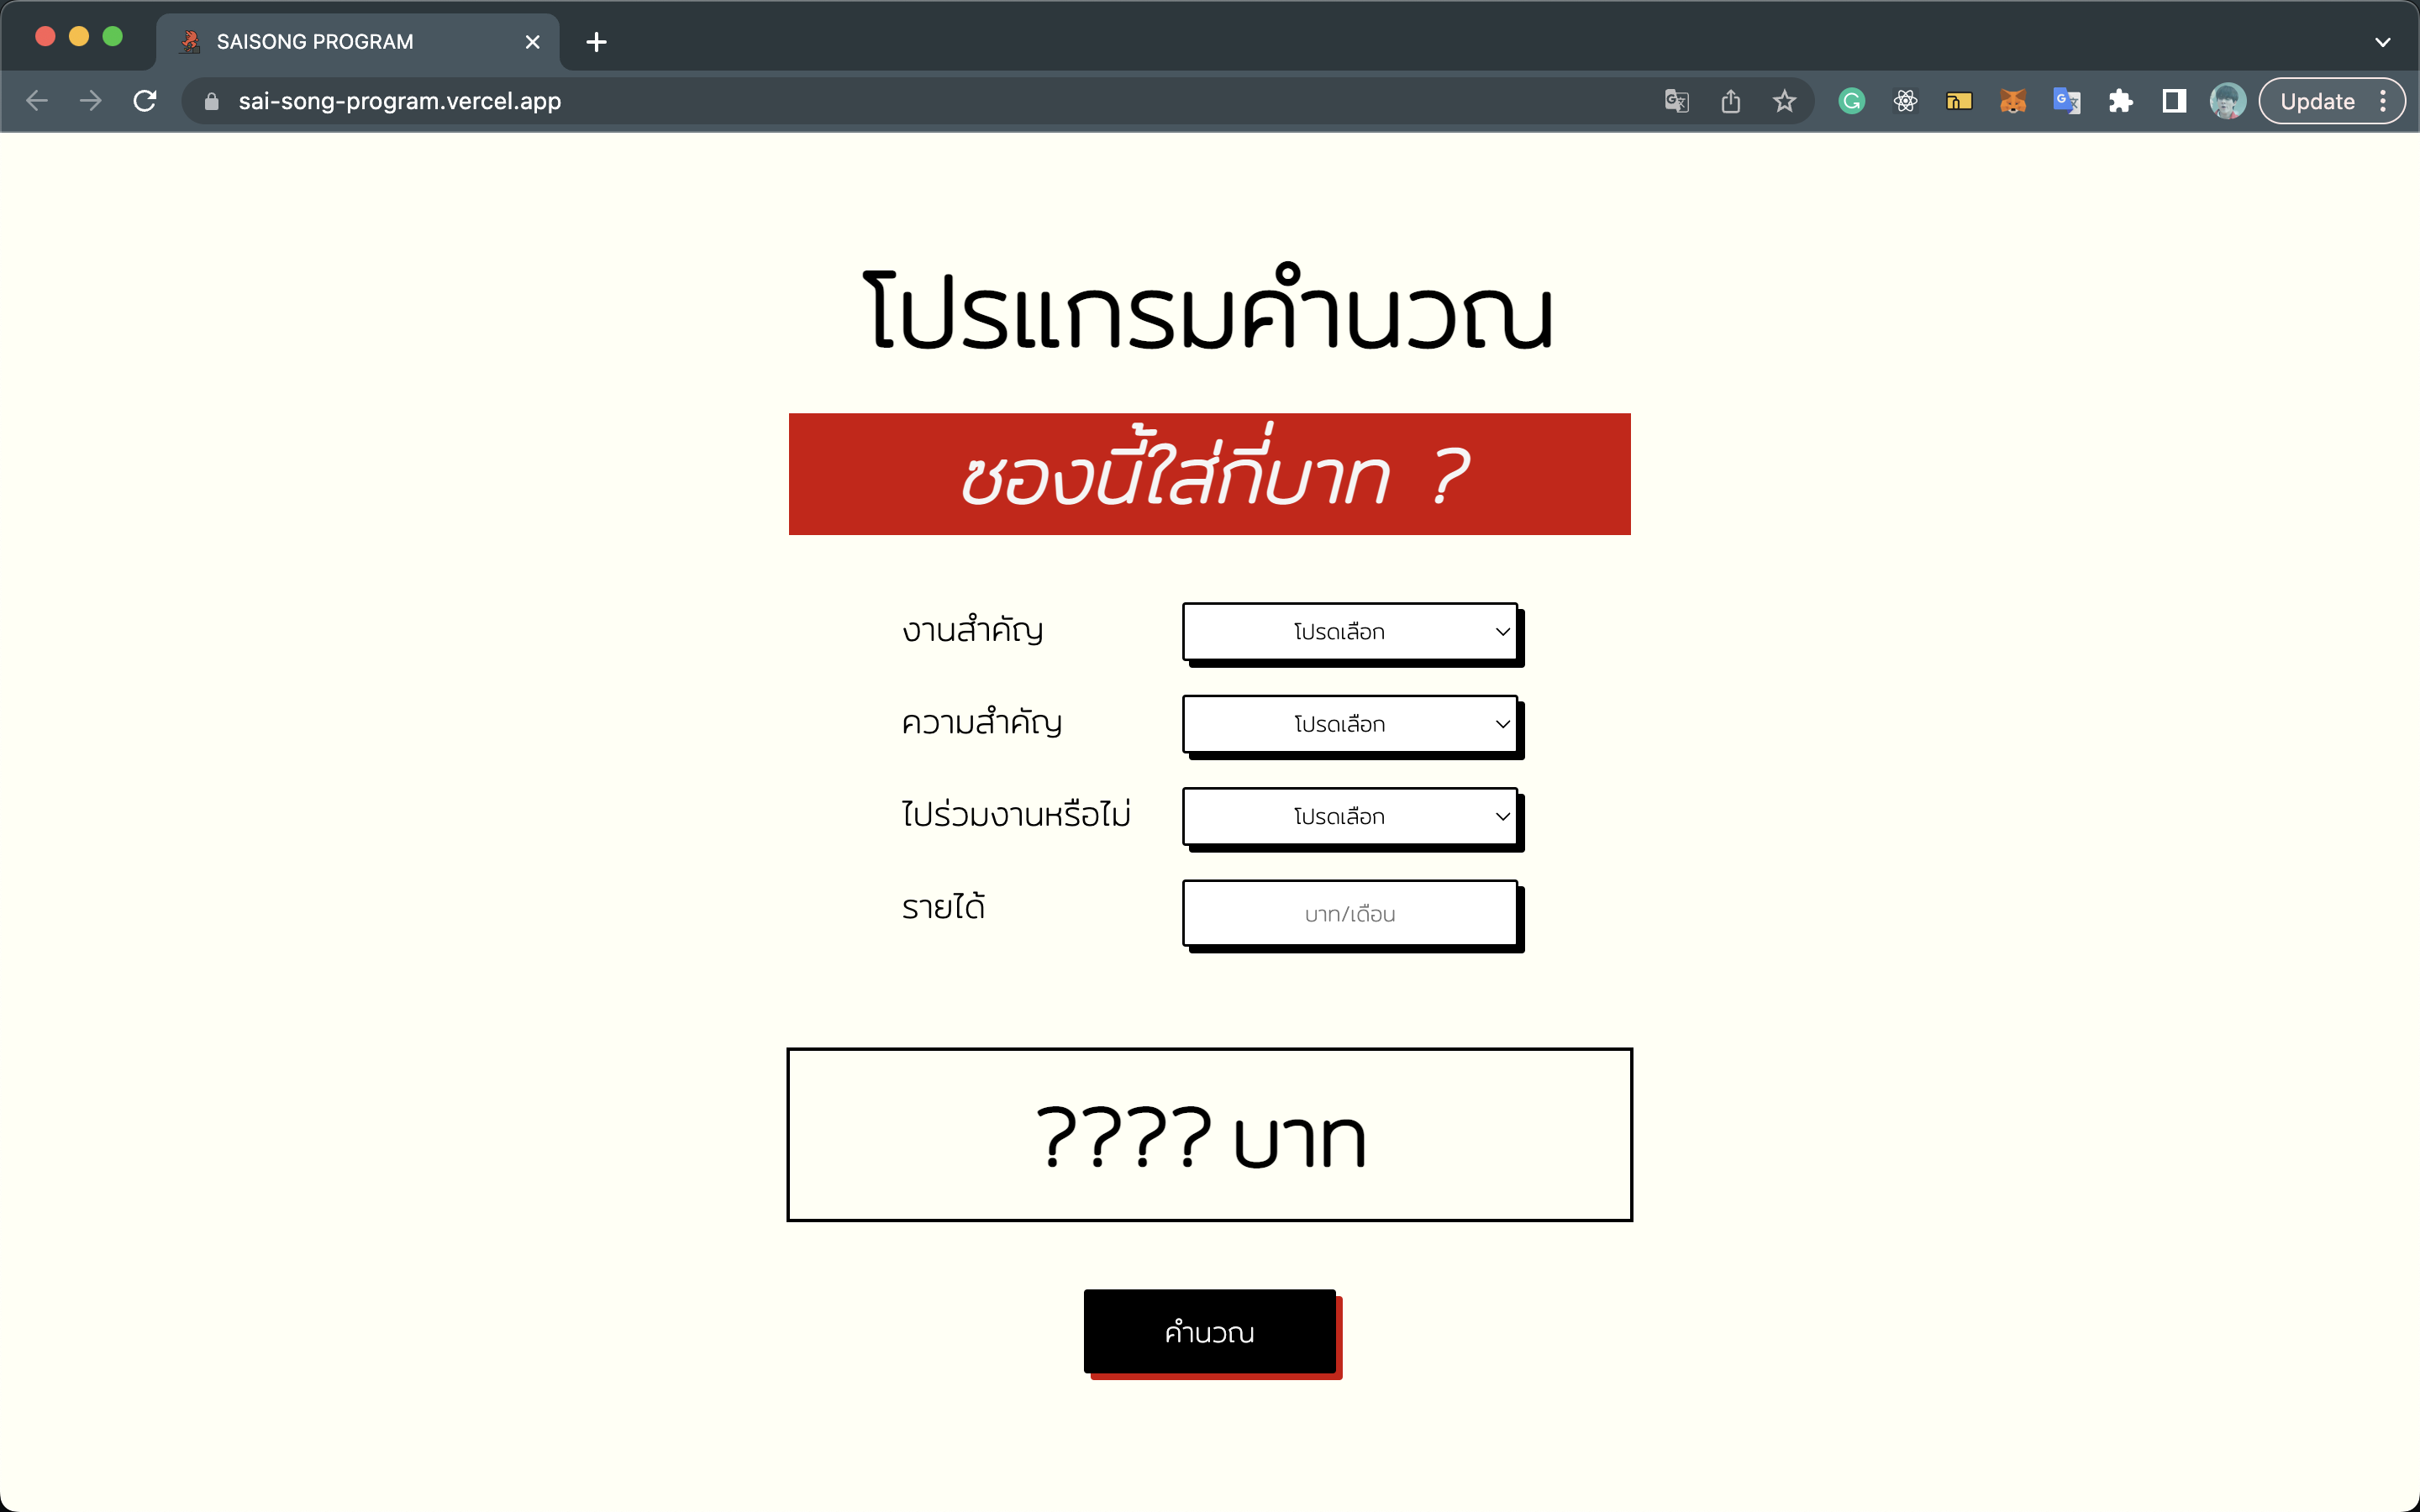 SAISONG PROGRAM
sai-song-program.vercel.app
Update
โปรแกรมคำนวณ
ซองนี้ใส่กี่บาท ?
งานสำคัญ
โปรดเลือก
ความสำคัญ
โปรดเลือก
ไปร่วมงานหรือไม่
โปรดเลือก
รายได้
บาท/เดือน
???? บาท
คำนวณ